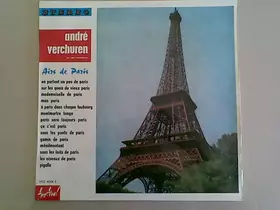 STEREO
andré
verchuren
Airs de Paris
en parlant un peu de paris
sur les quais du vieux paris
mademoiselle de paris
mon paris
à paris dans chaque faubourg
montmartre tango
paris sera toujours paris
ça c'est paris
sous les ponts de paris
gamin de paris
ménilmontant
sous les toits de paris
les oiseaux de paris
pigalle